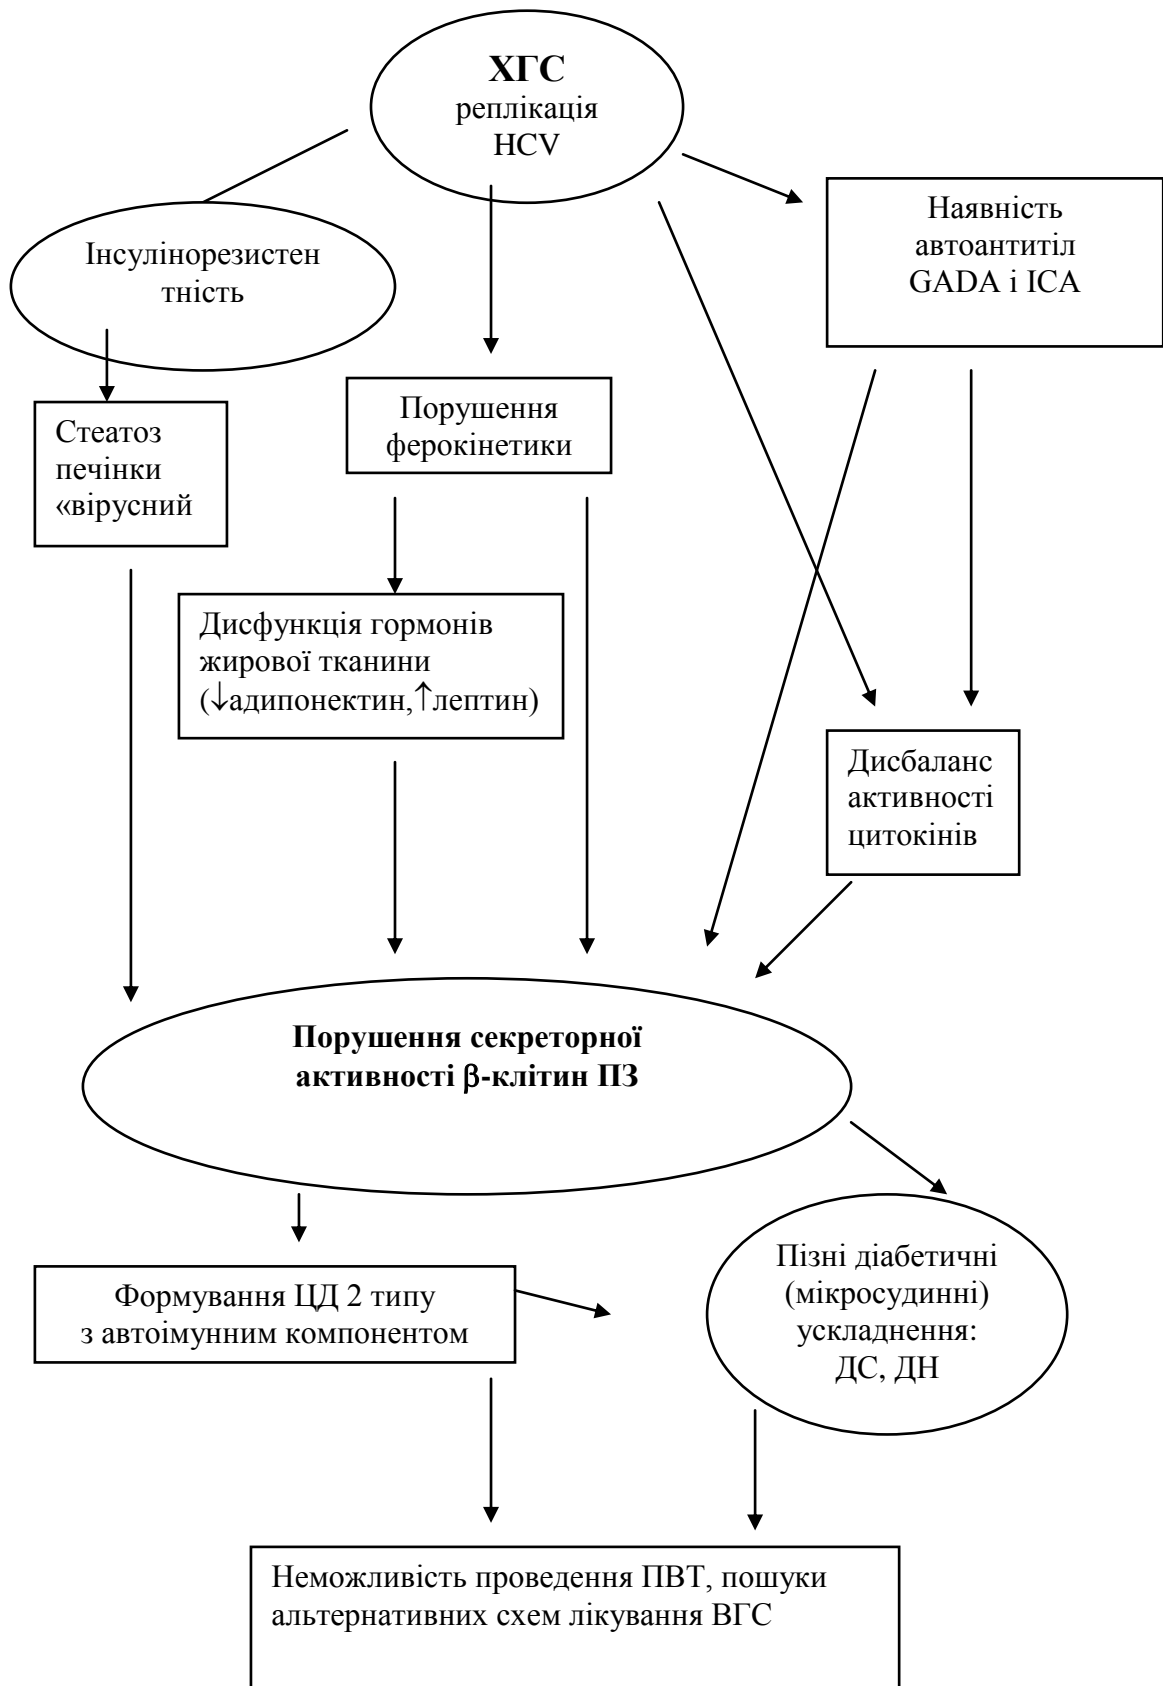 ХГС
реплікація
HCV
Наявність
автоантитіл
GADA і ICA
Інсулінорезистен
тність
Порушення
ферокінетики
Стеатоз
печінки
«вірусний
Дисфункція гормонів
жирової тканини
(↓адипонектин,↑лептин)
Дисбаланс
активності
цитокінів
Порушення секреторної
активності β-клітин ПЗ
Пізні діабетичні
(мікросудинні)
ускладнення:
ДС, ДН
Формування ЦД 2 типу
з автоімунним компонентом
Неможливість проведення ПВТ, пошуки
альтернативних схем лікування ВГС